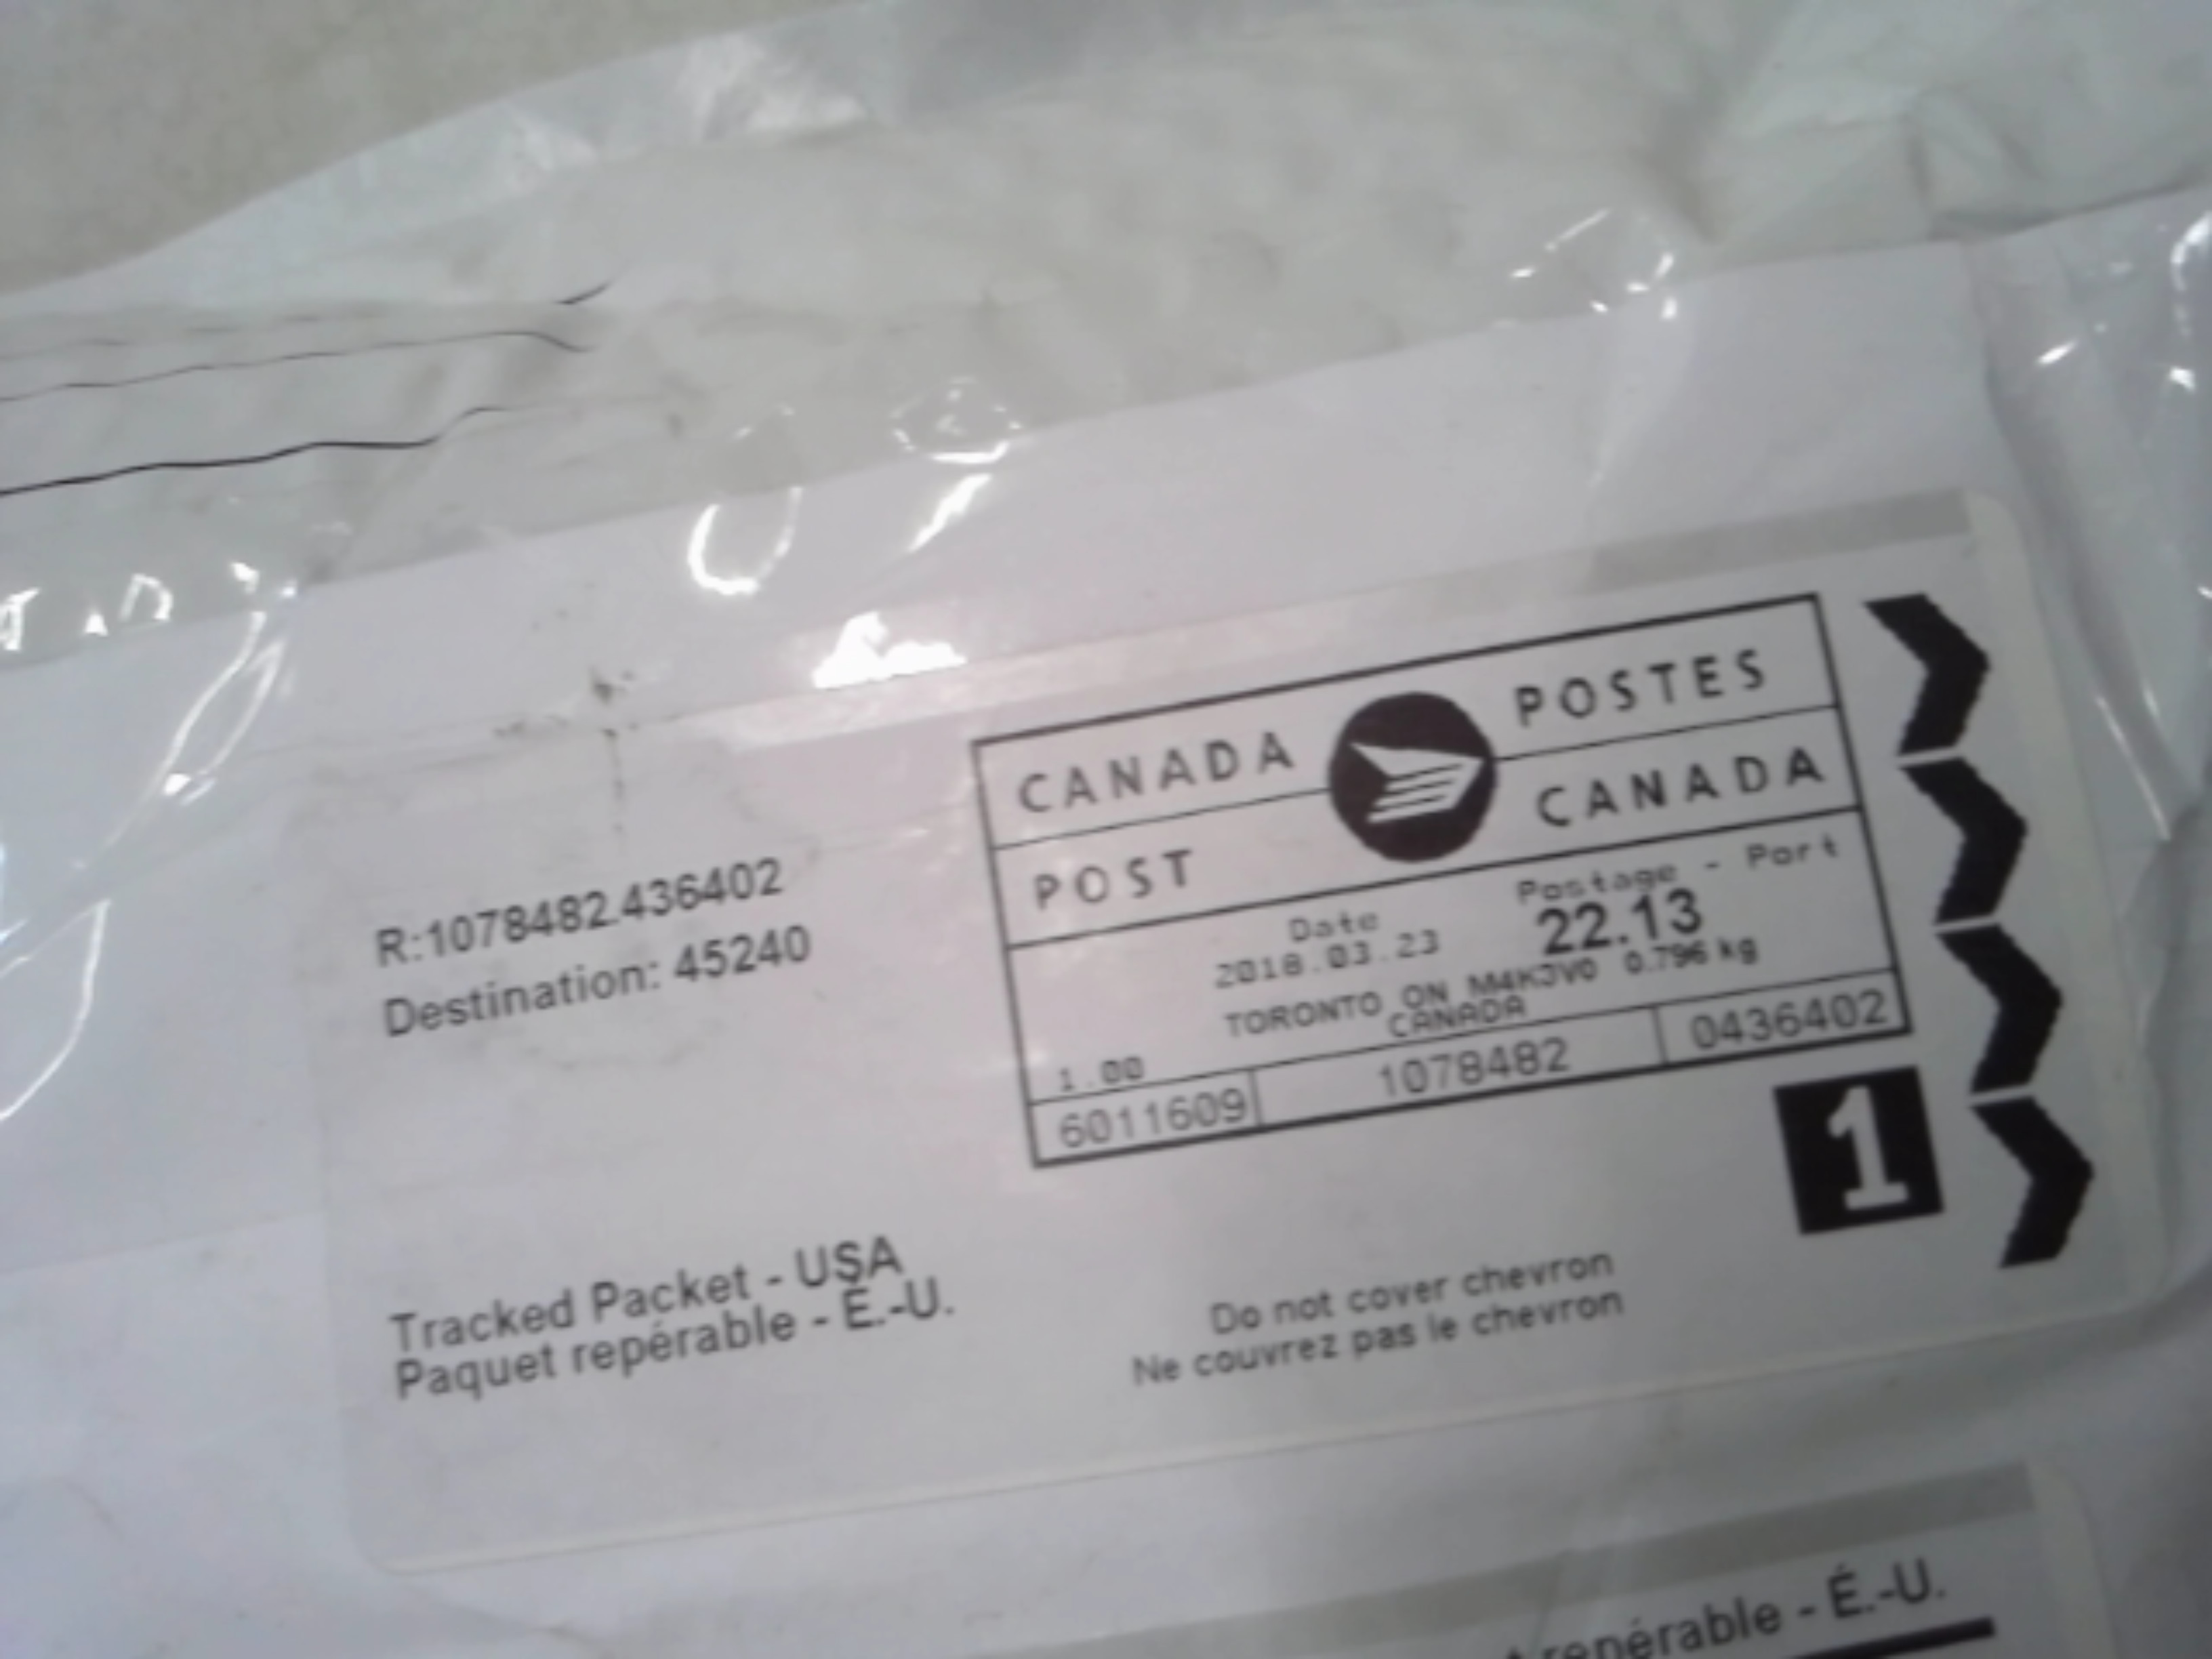 R:1078482.436402
Destination: 45240
CANADA
POST
POSTES
CANADA
Date
2018.03.23
Postage - Port
22.13
TORONTO ON M4K3V0 0.796 kg
CANADA
1.00
6011609
1078482
0436402
1
Tracked Packet - USA
Paquet repérable - É.-U.
Do not cover chevron
Ne couvrez pas le chevron
repérable - É.-U.